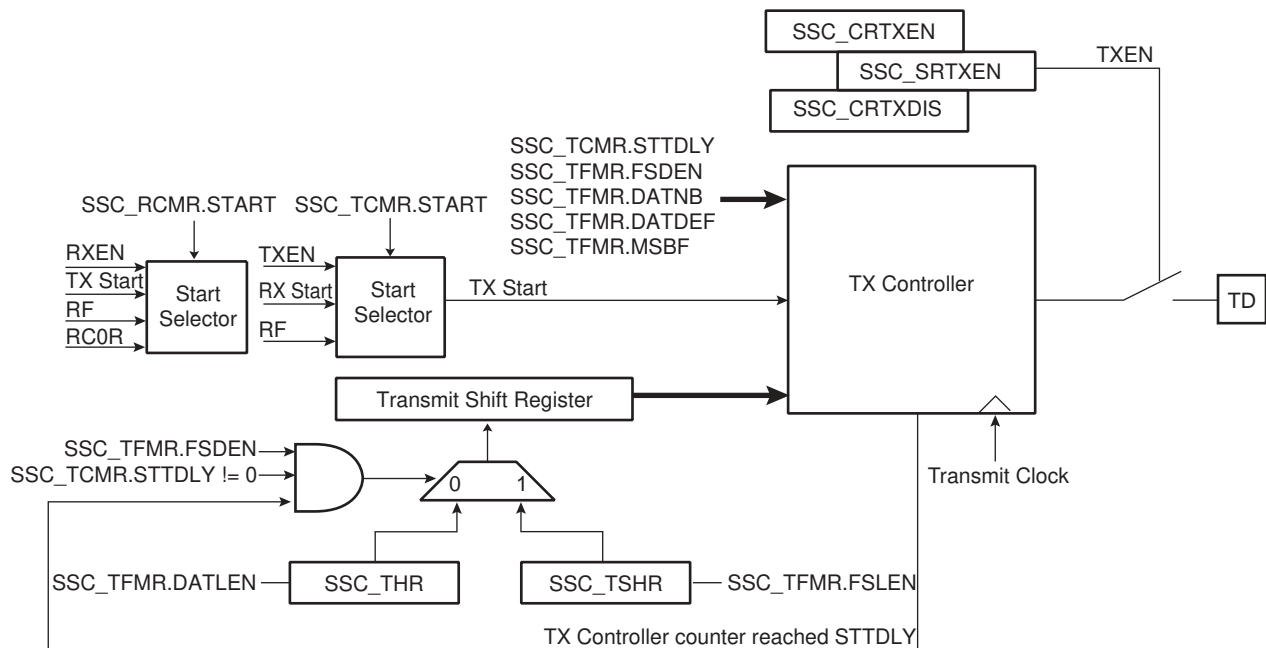 SSC_CRTXEN
SSC_SRTXEN
TXEN
SSC_CRTXDIS
SSC_TCMR.STTDLY
SSC_TFMR.FSDEN
SSC_TFMR.DATNB
SSC_TFMR.DATDEF
SSC_TFMR.MSBF
SSC_RCMR.START
SSC_TCMR.START
RXEN
TX Start
RF
RC0R
Start
Selector
TXEN
RX Start
RF
Start
Selector
TX Start
TX Controller
TD
Transmit Shift Register
Transmit Clock
SSC_TFMR.FSDEN
SSC_TCMR.STTDLY != 0
0 1
SSC_TFMR.DATLEN
SSC_THR
SSC_TSHR
SSC_TFMR.FSLEN
TX Controller counter reached STTDLY